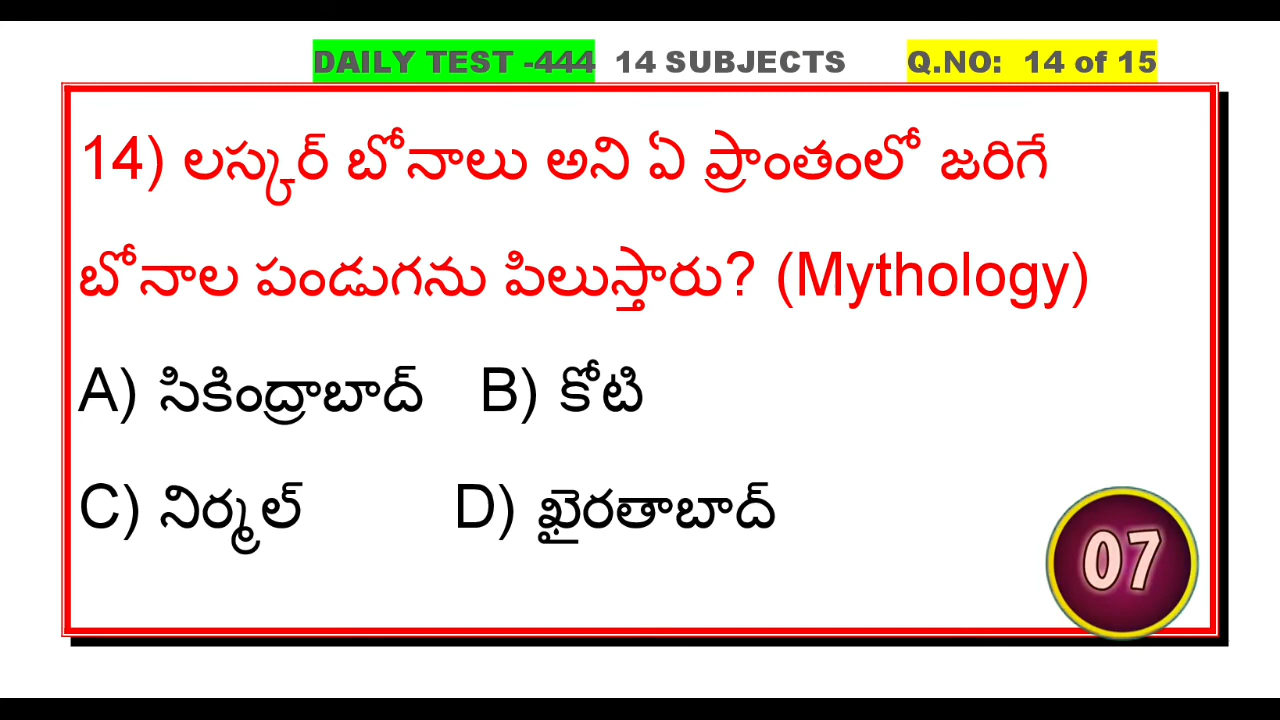 DAILY TEST -444 14 SUBJECTS Q.NO: 14 of 15
14) లస్కర్ బోనాలు అని ఏ ప్రాంతంలో జరిగే
బోనాల పండుగను పిలుస్తారు? (Mythology)
A) సికింద్రాబాద్ B) కోటి
C) నిర్మల్ D) ఖైరతాబాద్
07